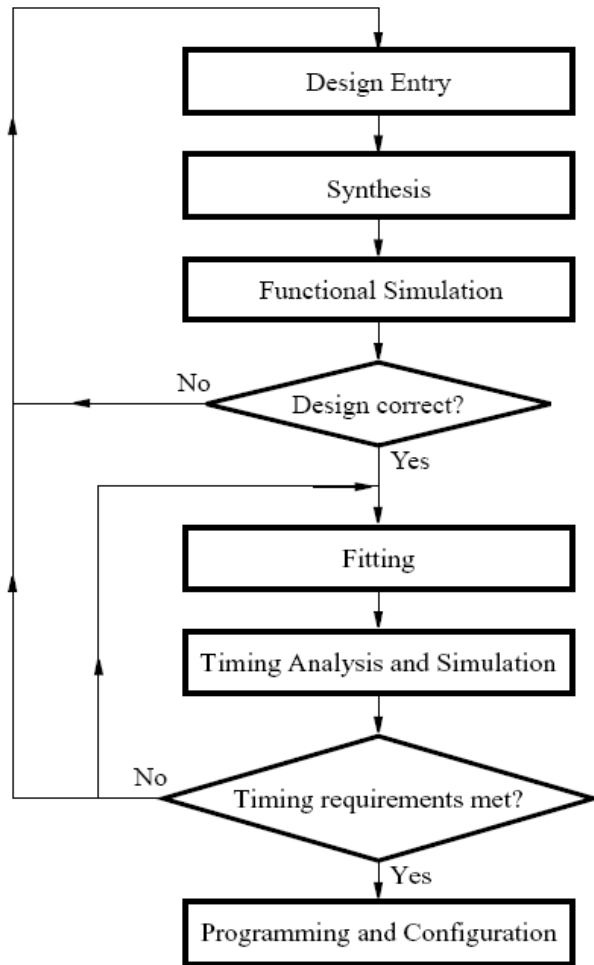 Design Entry
Synthesis
Functional Simulation
No
Design correct?
Yes
Fitting
Timing Analysis and Simulation
No
Timing requirements met?
Yes
Programming and Configuration